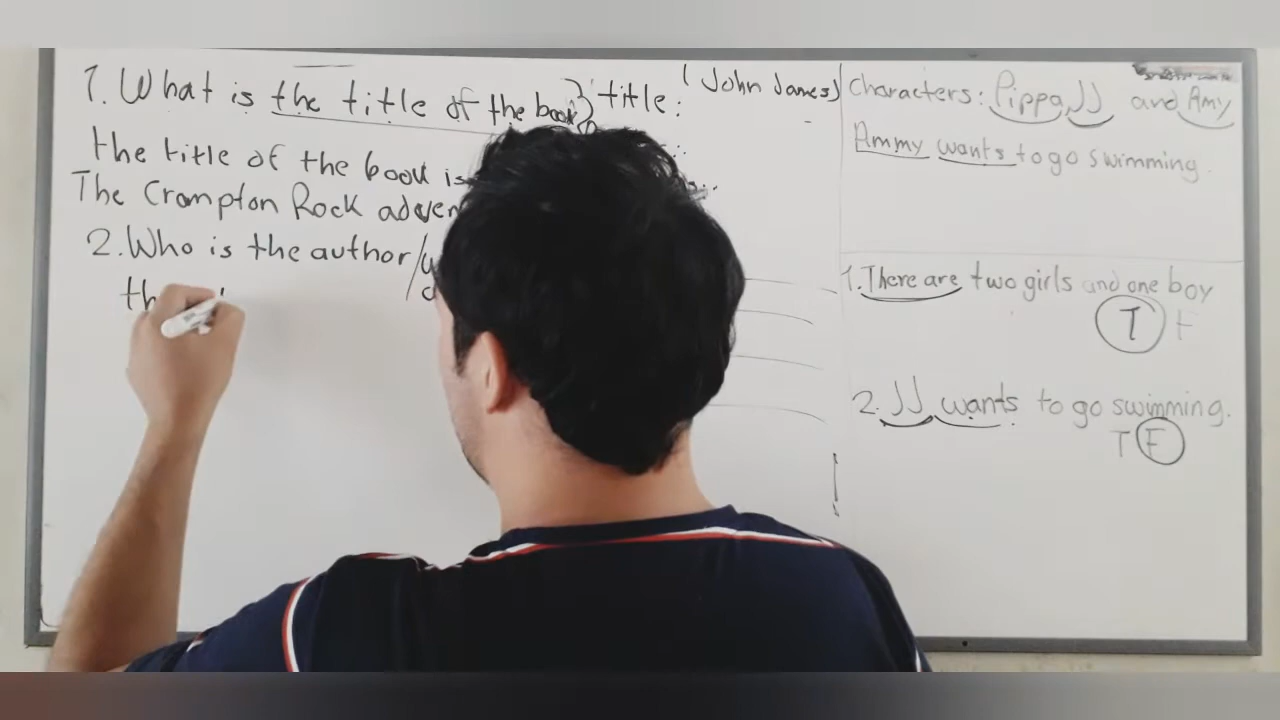 1. What is the title of the book? title:
(John James)
the title of the book is
The Crompton Rock
2. Who is the author/
th
Characters: Pippa, JJ and Amy
Ammy wants to go swimming.
1. There are two girls and one boy
T F
2. JJ wants to go swimming.
T F